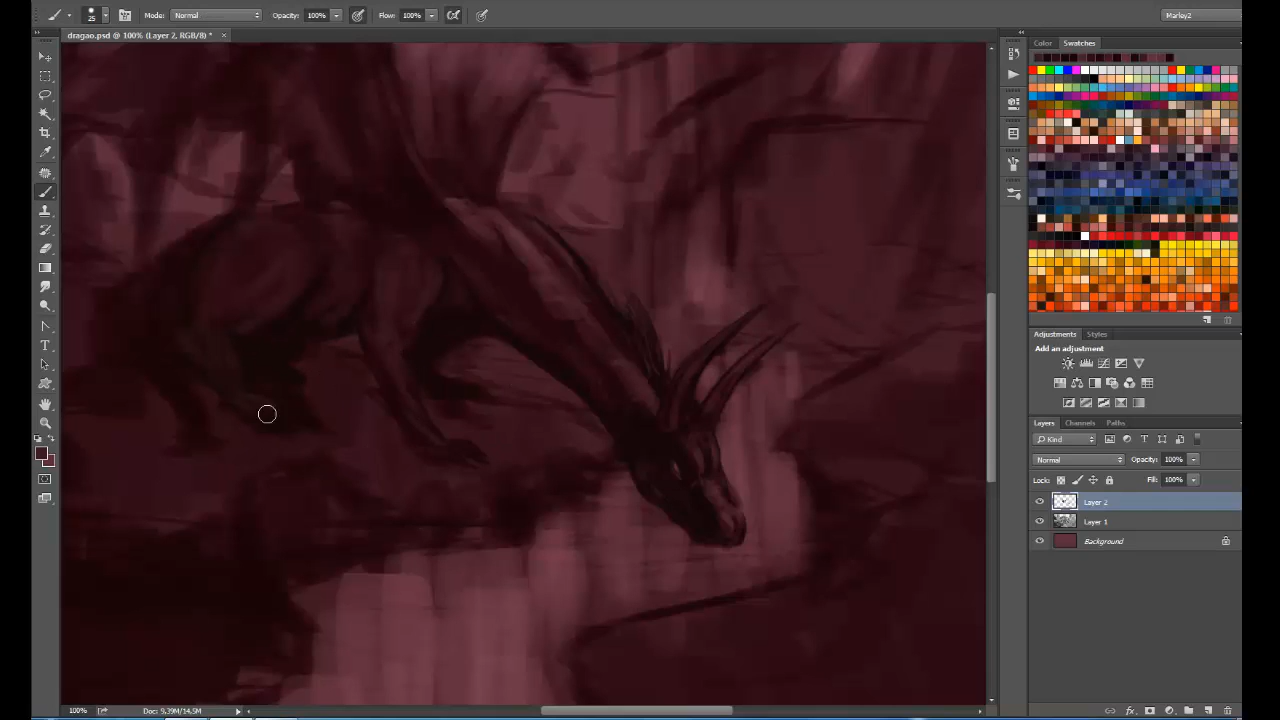 25 Mode: Normal Opacity: 100% Flow: 100% Marley2
dragao.psd @ 100% (Layer 2, RGB/8) * ×
Color Swatches
Adjustments Styles
Add an adjustment
Layers Channels Paths
Kind
Normal Opacity: 100%
Lock: Fill: 100%
Layer 2
Layer 1
Background
100% Doc: 9,39M/14,5M